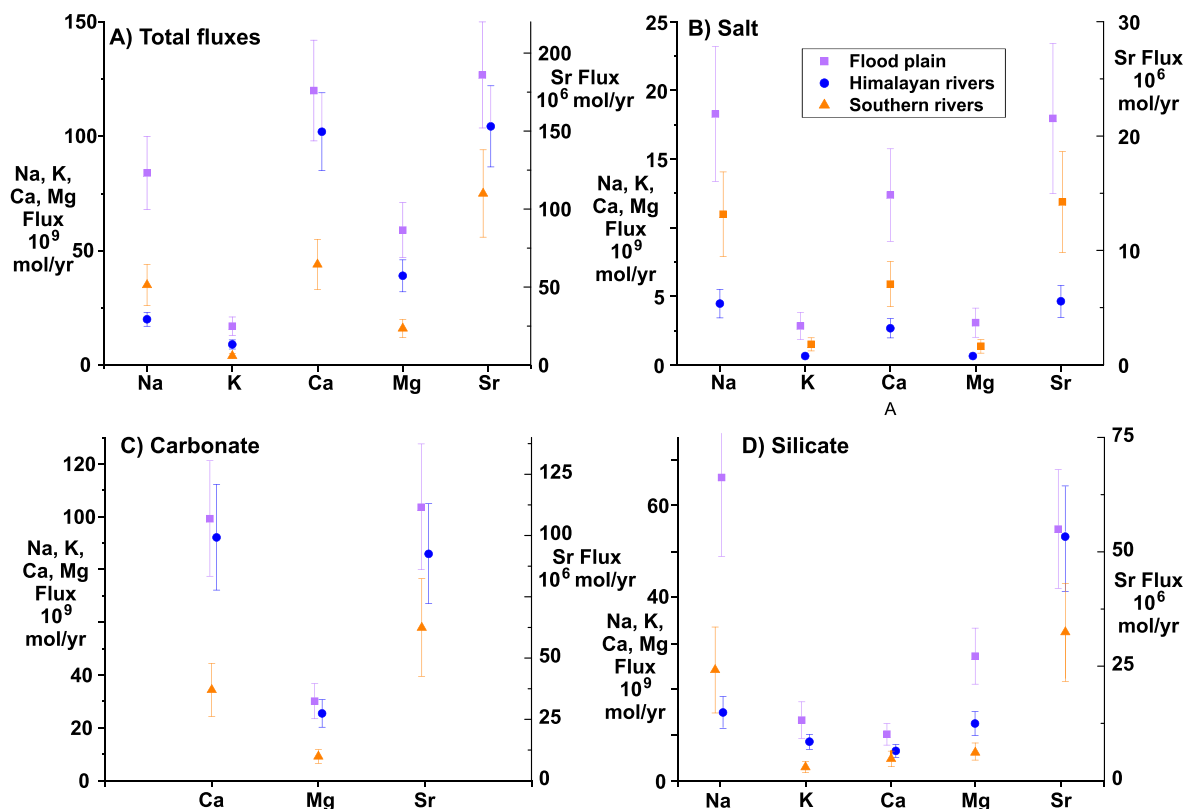 A) Total fluxes
150
100
50
0
Na, K,
Ca, Mg
Flux
10⁹
mol/yr
200
150
100
50
0
Sr Flux
10⁶ mol/yr
Na K Ca Mg Sr
B) Salt
25
20
15
10
5
0
Na, K,
Ca, Mg
Flux
10⁹
mol/yr
Flood plain
Himalayan rivers
Southern rivers
30
20
10
0
Sr Flux
10⁶
mol/yr
Na K Ca Mg Sr
A
C) Carbonate
120
100
80
40
20
0
Na, K,
Ca, Mg
Flux
10⁹
mol/yr
125
100
50
25
0
Sr Flux
10⁶ mol/yr
Ca Mg Sr
D) Silicate
60
40
20
0
Na, K,
Ca, Mg
Flux
10⁹
mol/yr
75
50
25
0
Sr Flux
10⁶
mol/yr
Na K Ca Mg Sr